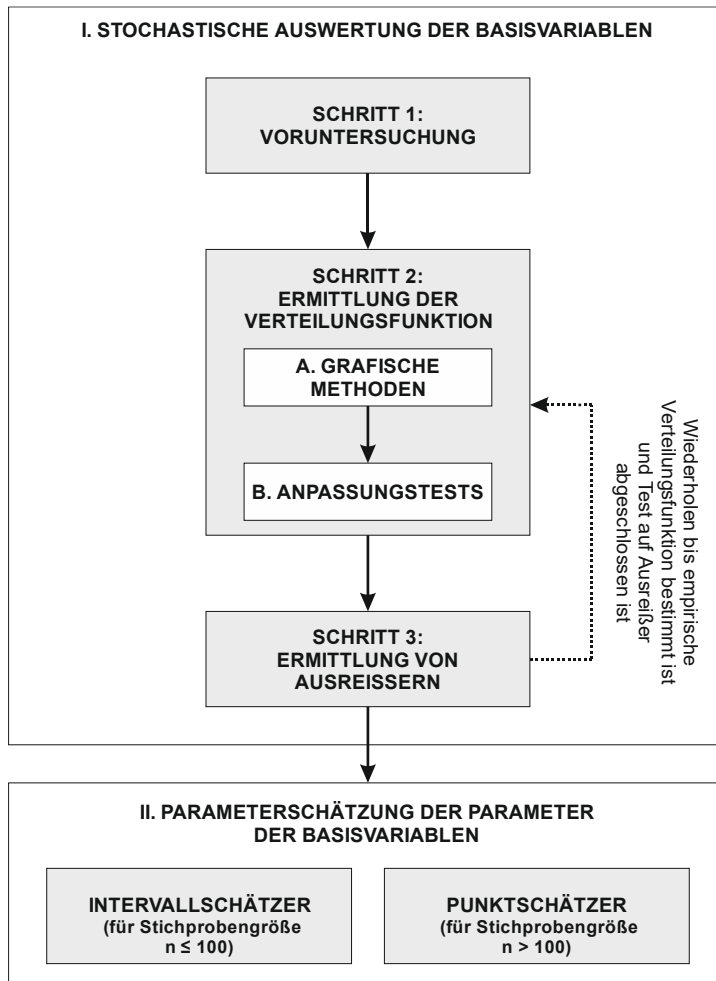 I. STOCHASTISCHE AUSWERTUNG DER BASISVARIABLEN
SCHRITT 1:
VORUNTERSUCHUNG
SCHRITT 2:
ERMITTLUNG DER
VERTEILUNGSFUNKTION
A. GRAFISCHE
METHODEN
B. ANPASSUNGSTESTS
Wiederholen bis empirische
Verteilungsfunktion bestimmt ist
und Test auf Ausreißer
abgeschlossen ist
SCHRITT 3:
ERMITTLUNG VON
AUSREISSERN
II. PARAMETERSCHÄTZUNG DER PARAMETER
DER BASISVARIABLEN
INTERVALLSCHÄTZER
(für Stichprobengröße
n ≤ 100)
PUNKTSCHÄTZER
(für Stichprobengröße
n > 100)